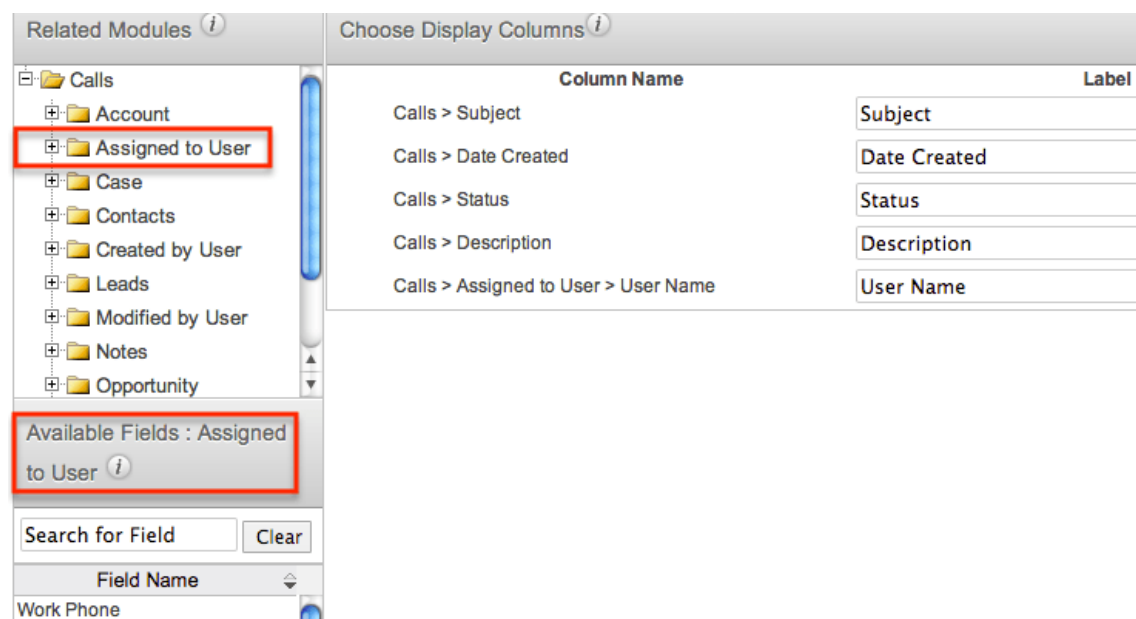 Related Modules i
Calls
Account
Assigned to User
Case
Contacts
Created by User
Leads
Modified by User
Notes
Opportunity
Available Fields : Assigned
to User i
Search for Field Clear
Field Name
Work Phone
Choose Display Columns i
Column Name Label
Calls > Subject Subject
Calls > Date Created Date Created
Calls > Status Status
Calls > Description Description
Calls > Assigned to User > User Name User Name